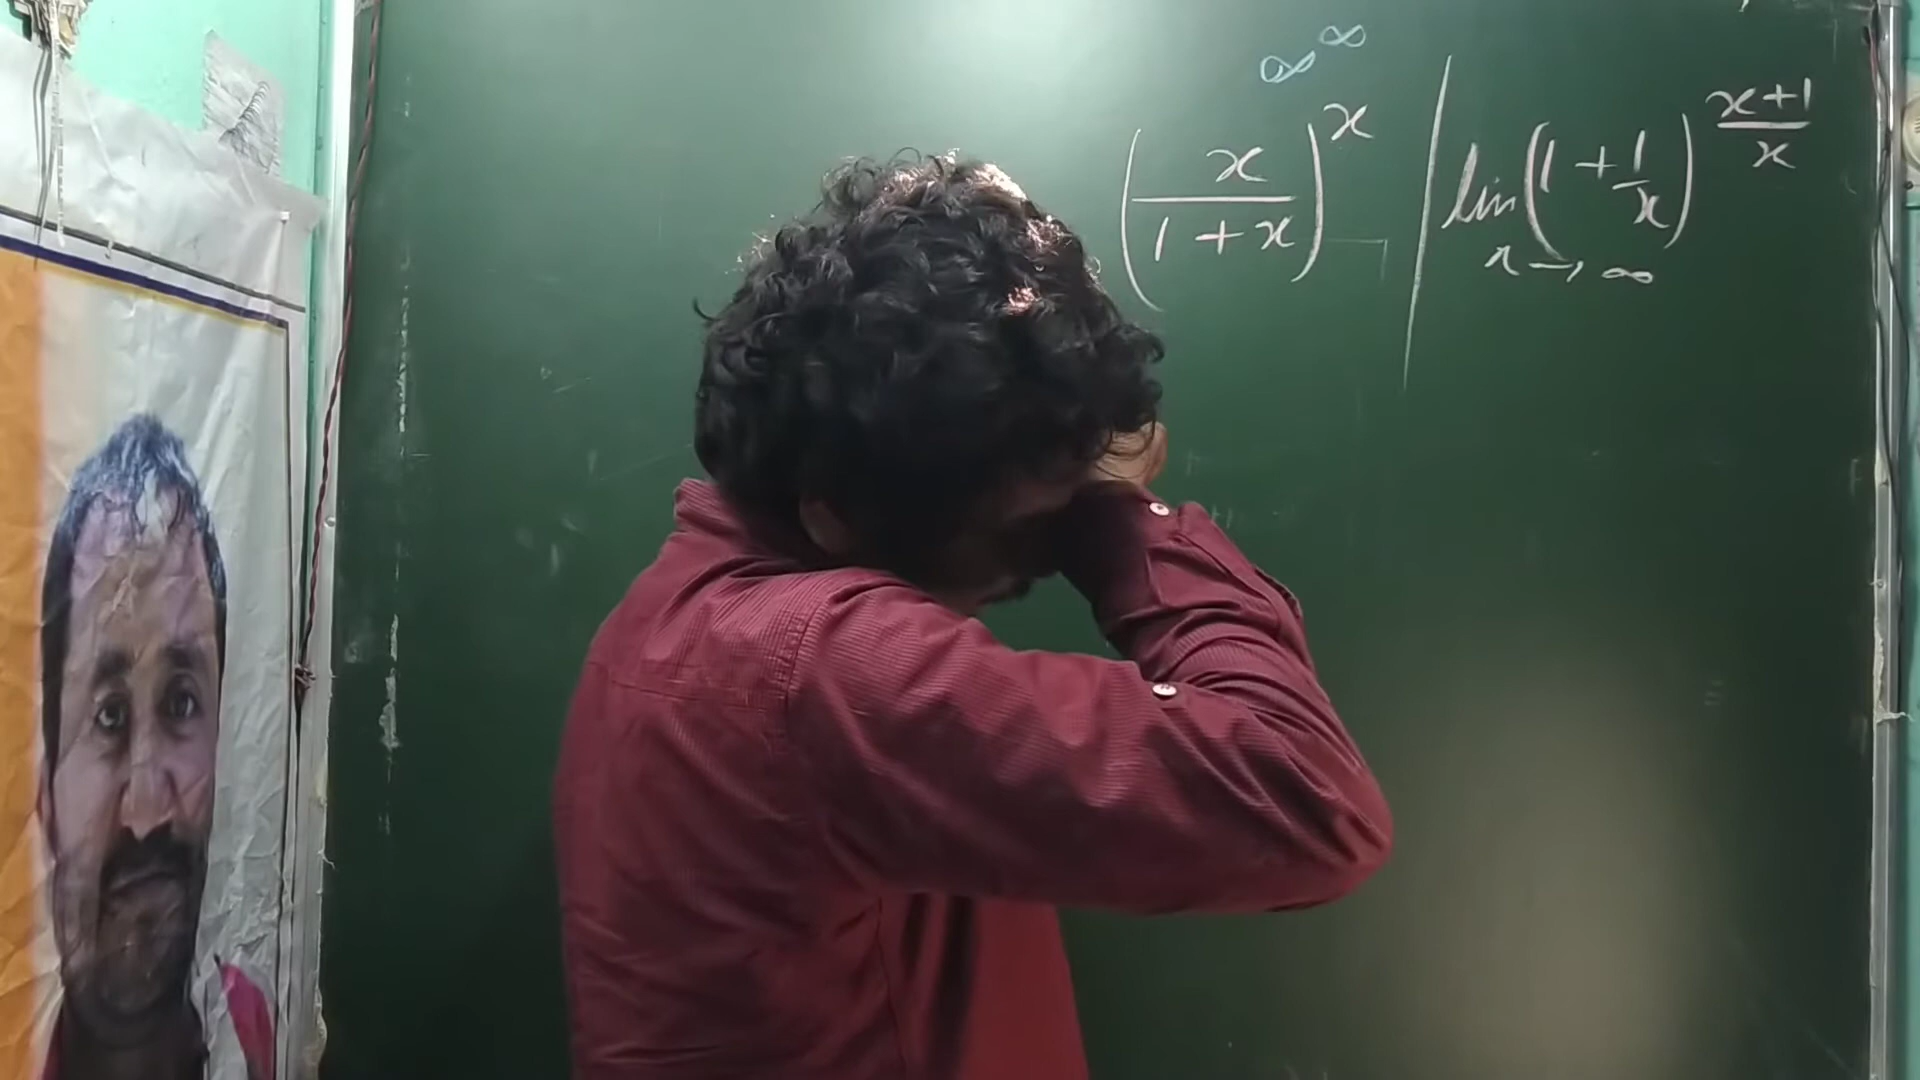 ∞^∞
(x/(1+x))^x
lim(1+1/x)^((x+1)/x)
x→∞